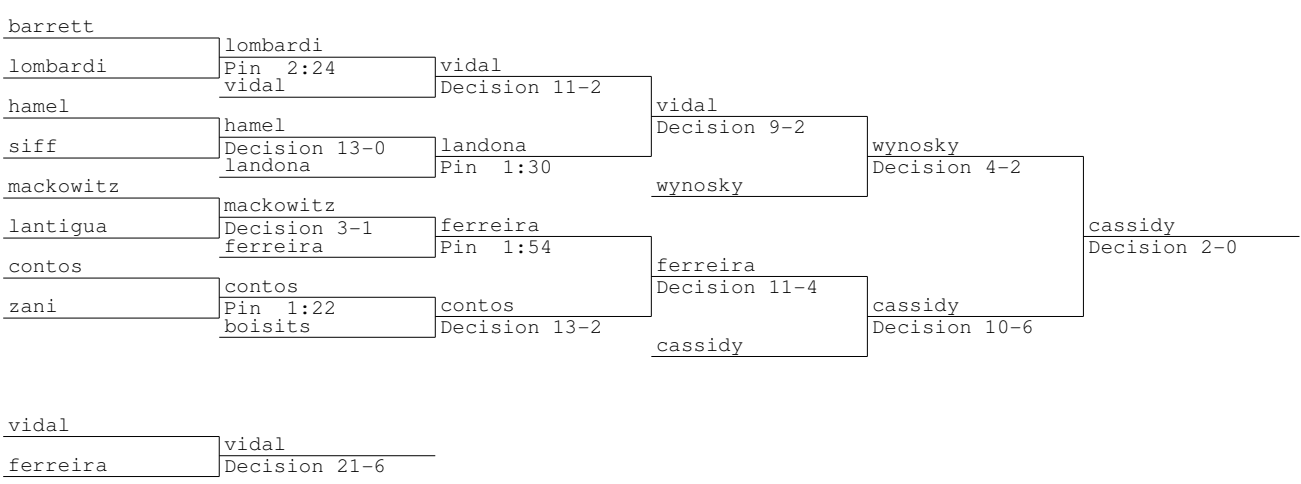 barrett
lombardi
lombardi
Pin 2:24
vidal
vidal
Decision 11-2
hamel
vidal
Decision 9-2
hamel
siff
Decision 13-0
landona
wynosky
landona
Pin 1:30
Decision 4-2
mackowitz
wynosky
mackowitz
lantigua
Decision 3-1
ferreira
cassidy
ferreira
Pin 1:54
Decision 2-0
contos
ferreira
Decision 11-4
contos
zani
Pin 1:22
contos
cassidy
boisits
Decision 13-2
Decision 10-6
cassidy
vidal
vidal
ferreira
Decision 21-6